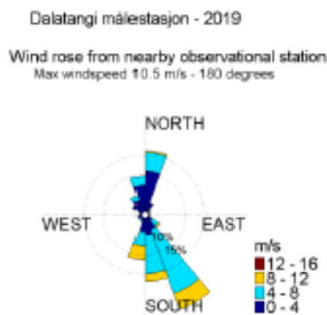 Dalatangi målestasjon - 2019
Wind rose from nearby observational station
Max windspeed 10.5 m/s - 180 degrees
NORTH
WEST
EAST
10%
15%
SOUTH
m/s
12 - 16
8 - 12
4 - 8
0 - 4